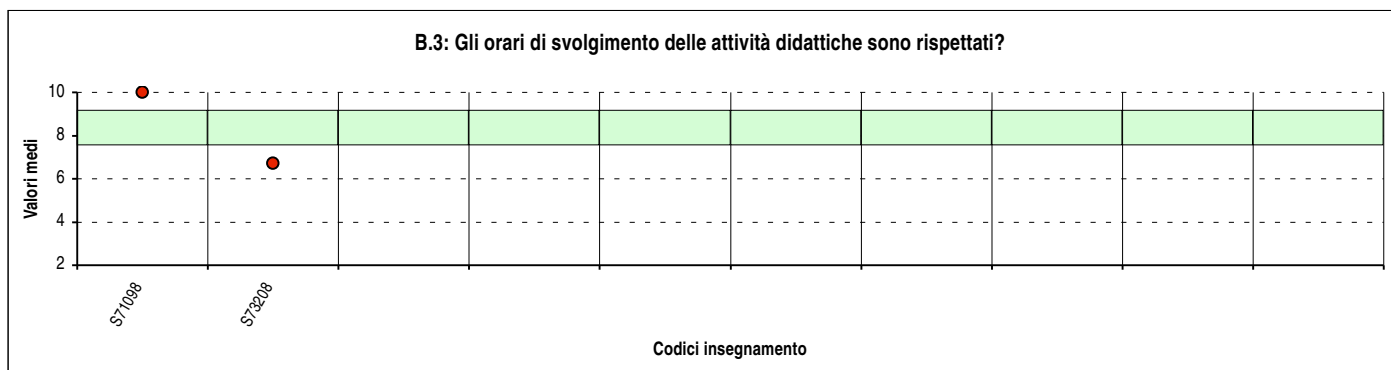 B.3: Gli orari di svolgimento delle attività didattiche sono rispettati?
Valori medi
10
8
6
4
2
S71098
S73208
Codici insegnamento